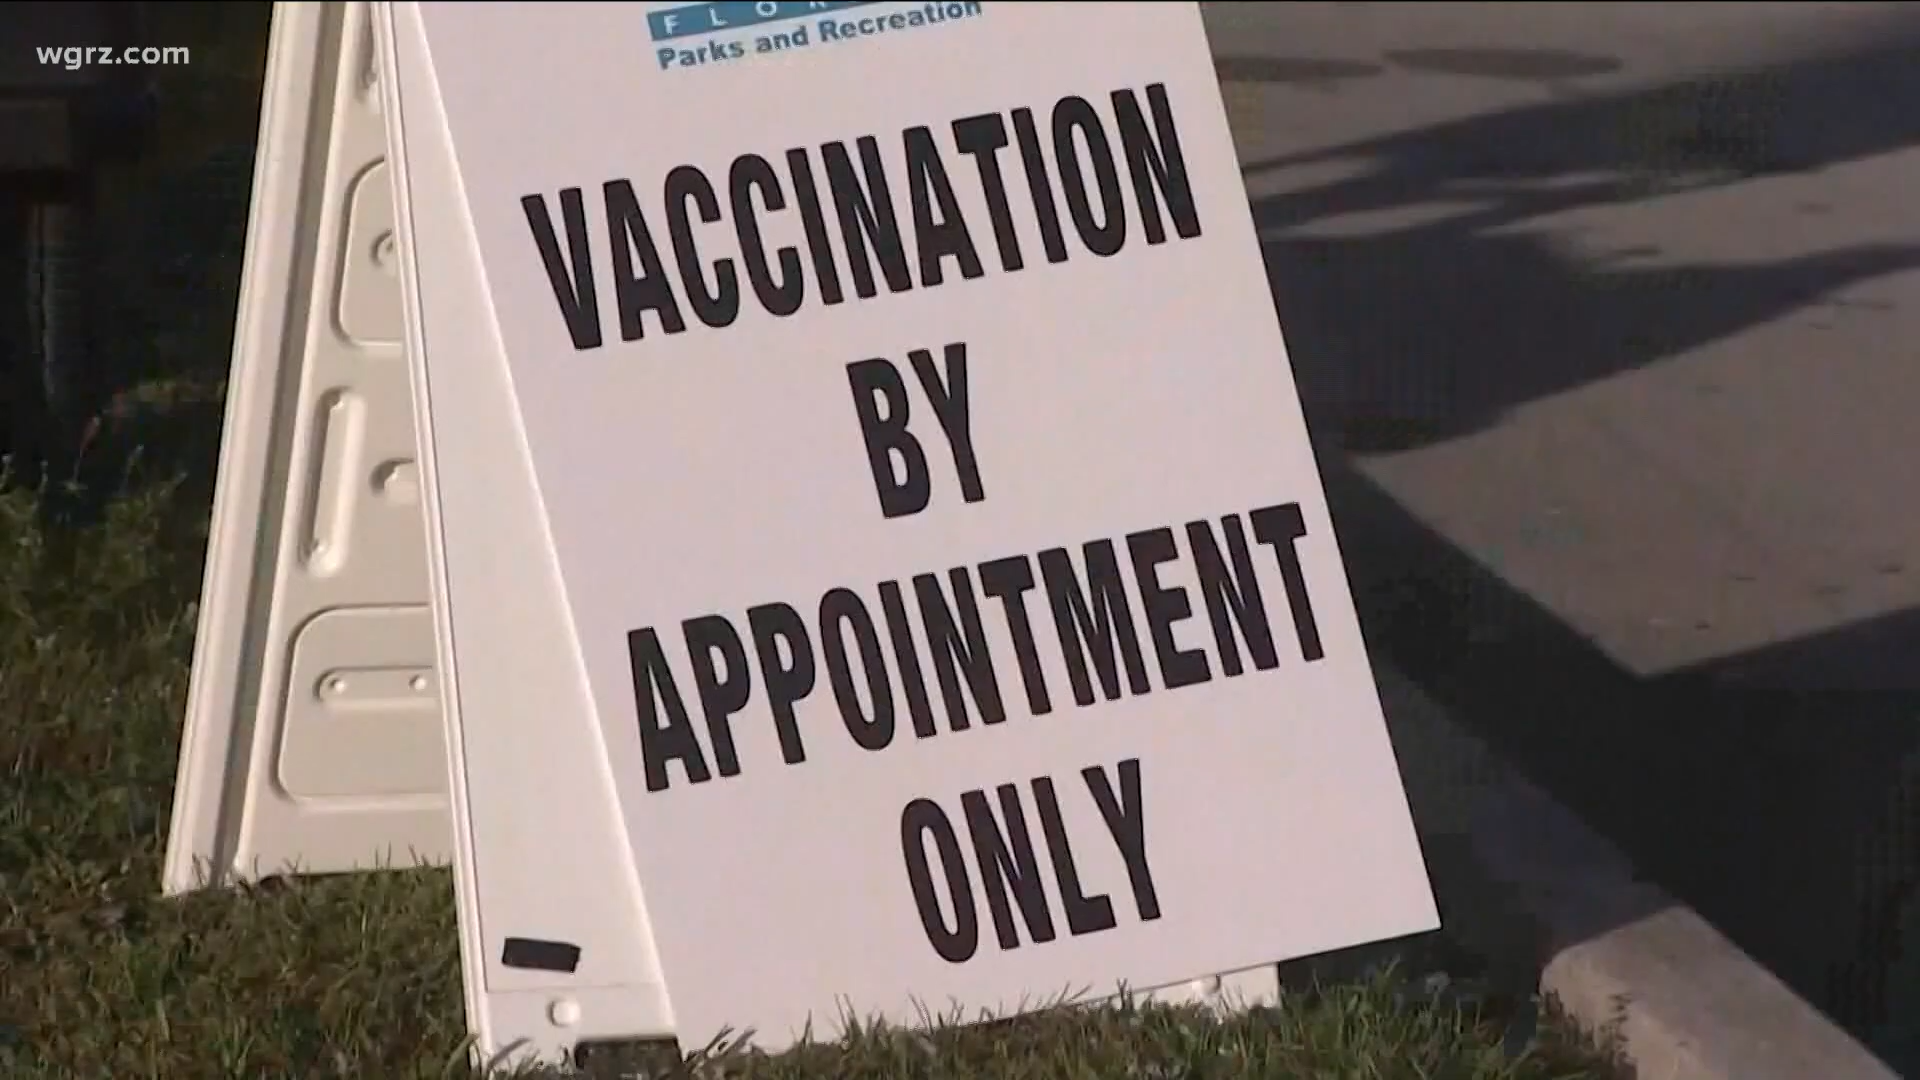 wgrz.com
Parks and Recreation
VACCINATION
BY
APPOINTMENT
ONLY